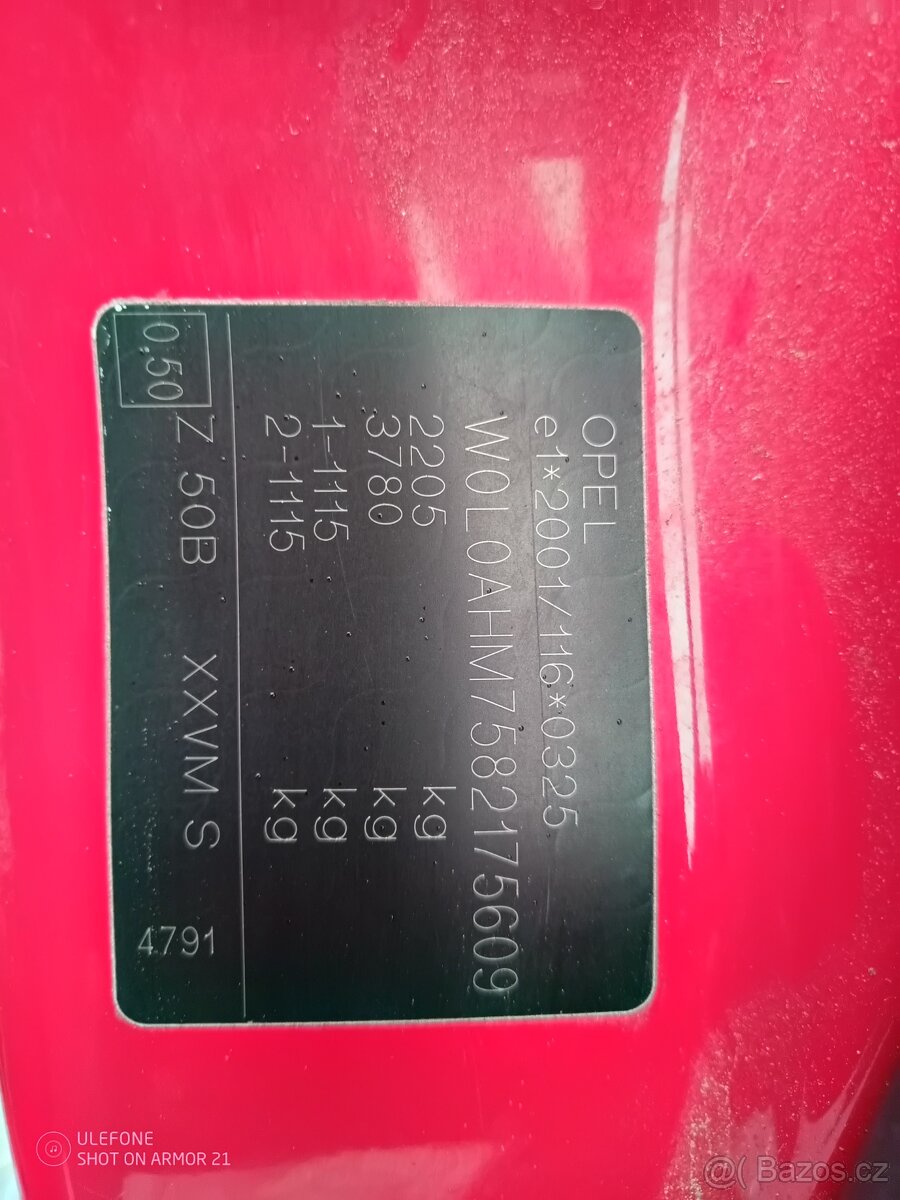 OPEL
e1*2001/116*0325
W0L0AHM7582175609
2205 kg
3780 kg
1-1115 kg
2-1115 kg
0,50 Z 50B XXVM S 4791
ULEFONE
SHOT ON ARMOR 21
@( Bazos.cz